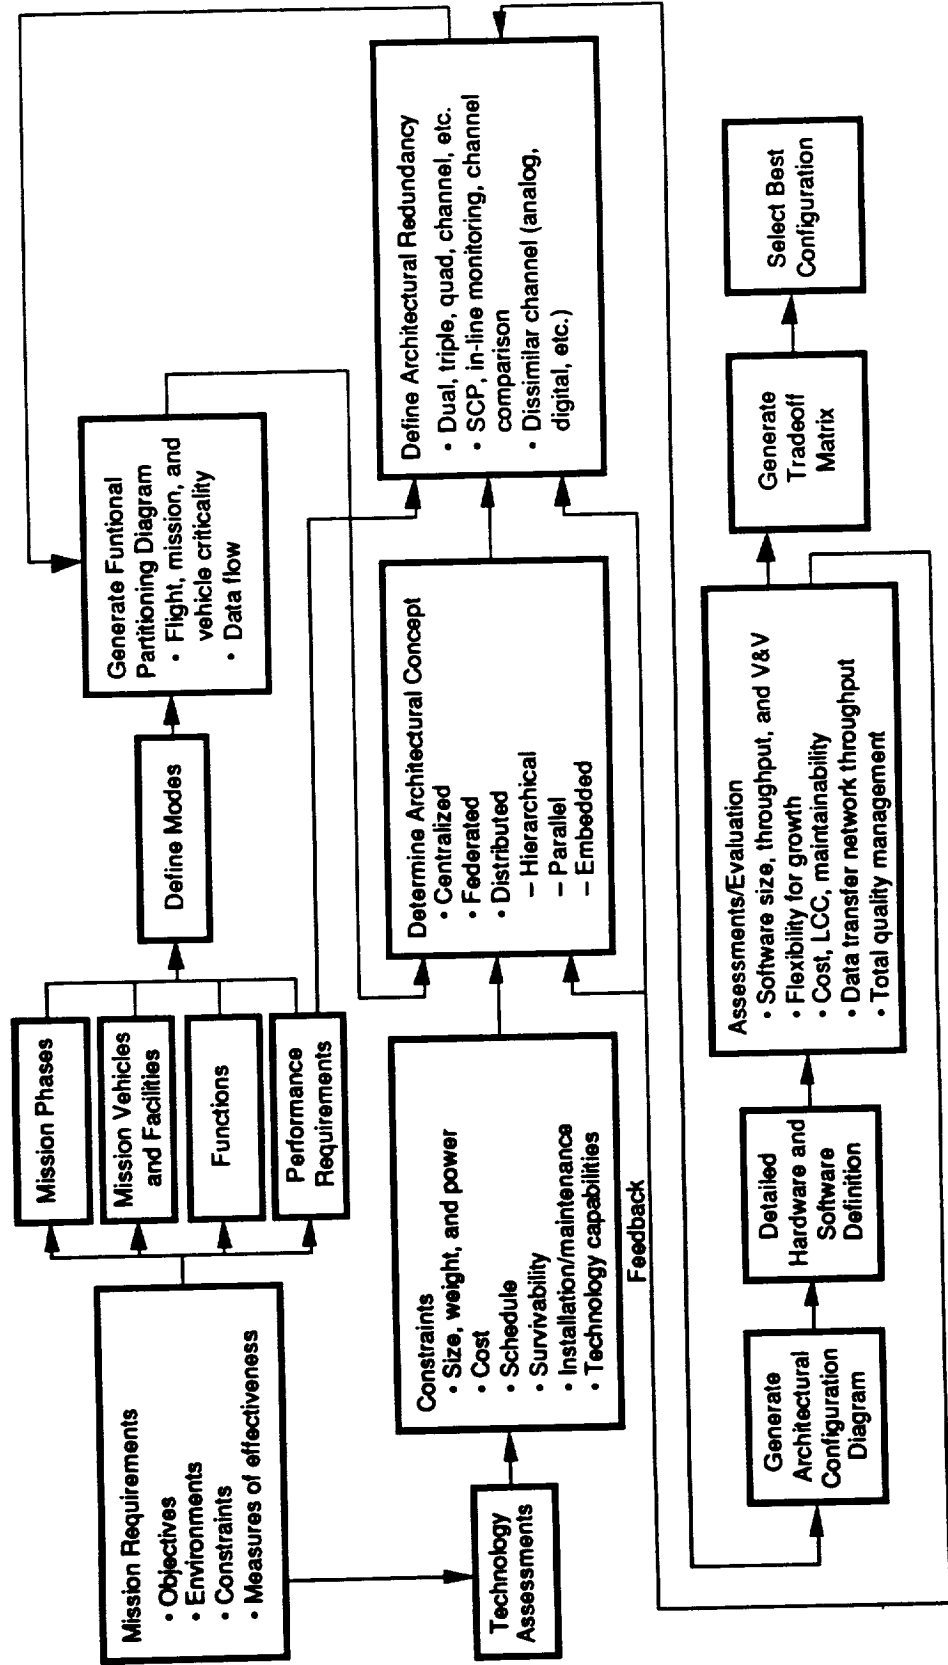 Mission Requirements
• Objectives
• Environments
• Constraints
• Measures of effectiveness
Mission Phases
Mission Vehicles
and Facilities
Functions
Performance
Requirements
Define Modes
Generate Funtional
Partitioning Diagram
• Flight, mission, and
vehicle criticality
• Data flow
Technology
Assessments
Constraints
• Size, weight, and power
• Cost
• Schedule
• Survivability
• Installation/maintenance
• Technology capabilities
Determine Architectural Concept
• Centralized
• Federated
• Distributed
– Hierarchical
– Parallel
– Embedded
Define Architectural Redundancy
• Dual, triple, quad, channel, etc.
• SCP, in-line monitoring, channel
comparison
• Dissimilar channel (analog,
digital, etc.)
Feedback
Generate
Architectural
Configuration
Diagram
Detailed
Hardware and
Software
Definition
Assessments/Evaluation
• Software size, throughput, and V&V
• Flexibility for growth
• Cost, LCC, maintainability
• Data transfer network throughput
• Total quality management
Generate
Tradeoff
Matrix
Select Best
Configuration